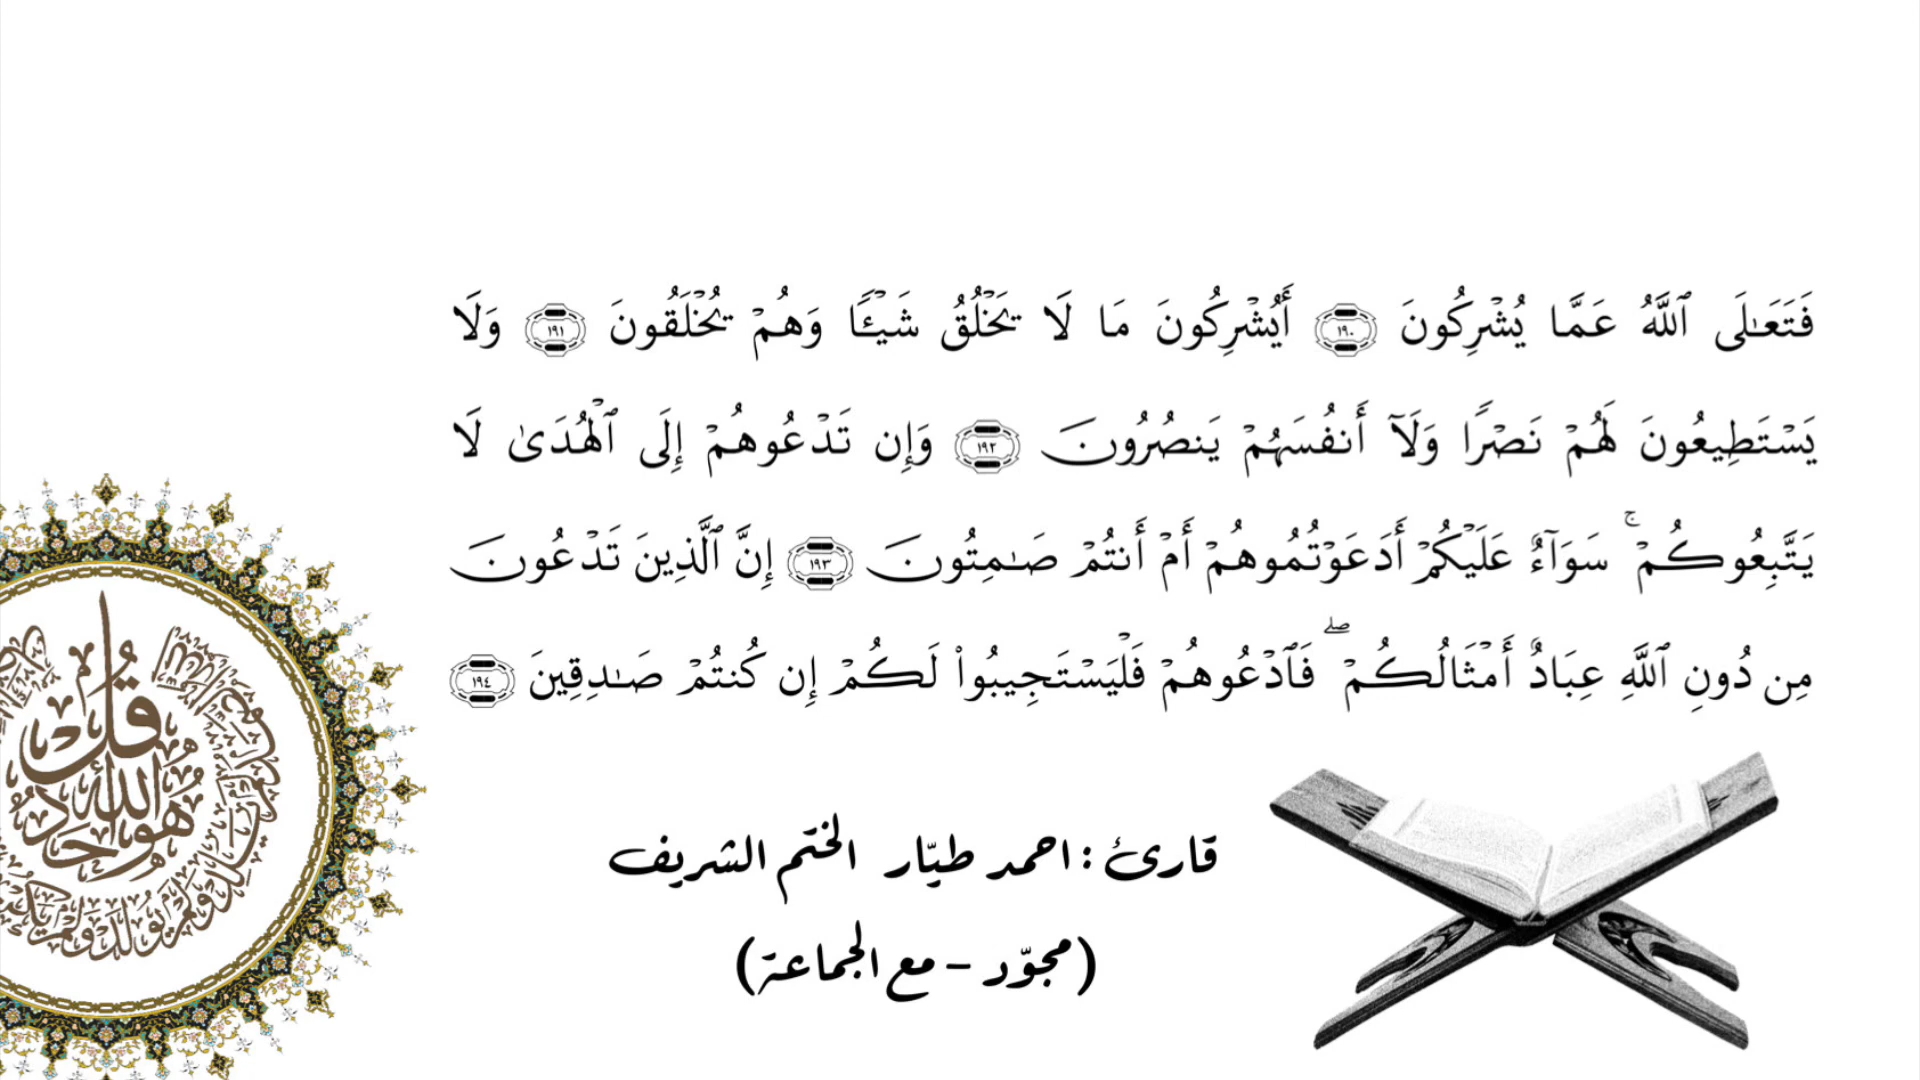 فَتَعَـٰلَى ٱللَّهُ عَمَّا يُشْرِكُونَ ۝١٩٠ أَيُشْرِكُونَ مَا لَا يَخْلُقُ شَيْـًٔا وَهُمْ يُخْلَقُونَ ۝١٩١ وَلَا
يَسْتَطِيعُونَ لَهُمْ نَصْرًا وَلَآ أَنفُسَهُمْ يَنصُرُونَ ۝١٩٢ وَإِن تَدْعُوهُمْ إِلَى ٱلْهُدَىٰ لَا
يَتَّبِعُوكُمْ ۚ سَوَآءٌ عَلَيْكُمْ أَدَعَوْتُمُوهُمْ أَمْ أَنتُمْ صَـٰمِتُونَ ۝١٩٣ إِنَّ ٱلَّذِينَ تَدْعُونَ
مِن دُونِ ٱللَّهِ عِبَادٌ أَمْثَالُكُمْ ۖ فَٱدْعُوهُمْ فَلْيَسْتَجِيبُوا۟ لَكُمْ إِن كُنتُمْ صَـٰدِقِينَ ۝١٩٤
قارئ : احمد طيّار الختم الشريف
(مجوّد - مع الجماعة)
قُل
هُوَ اللهُ
أَحَد